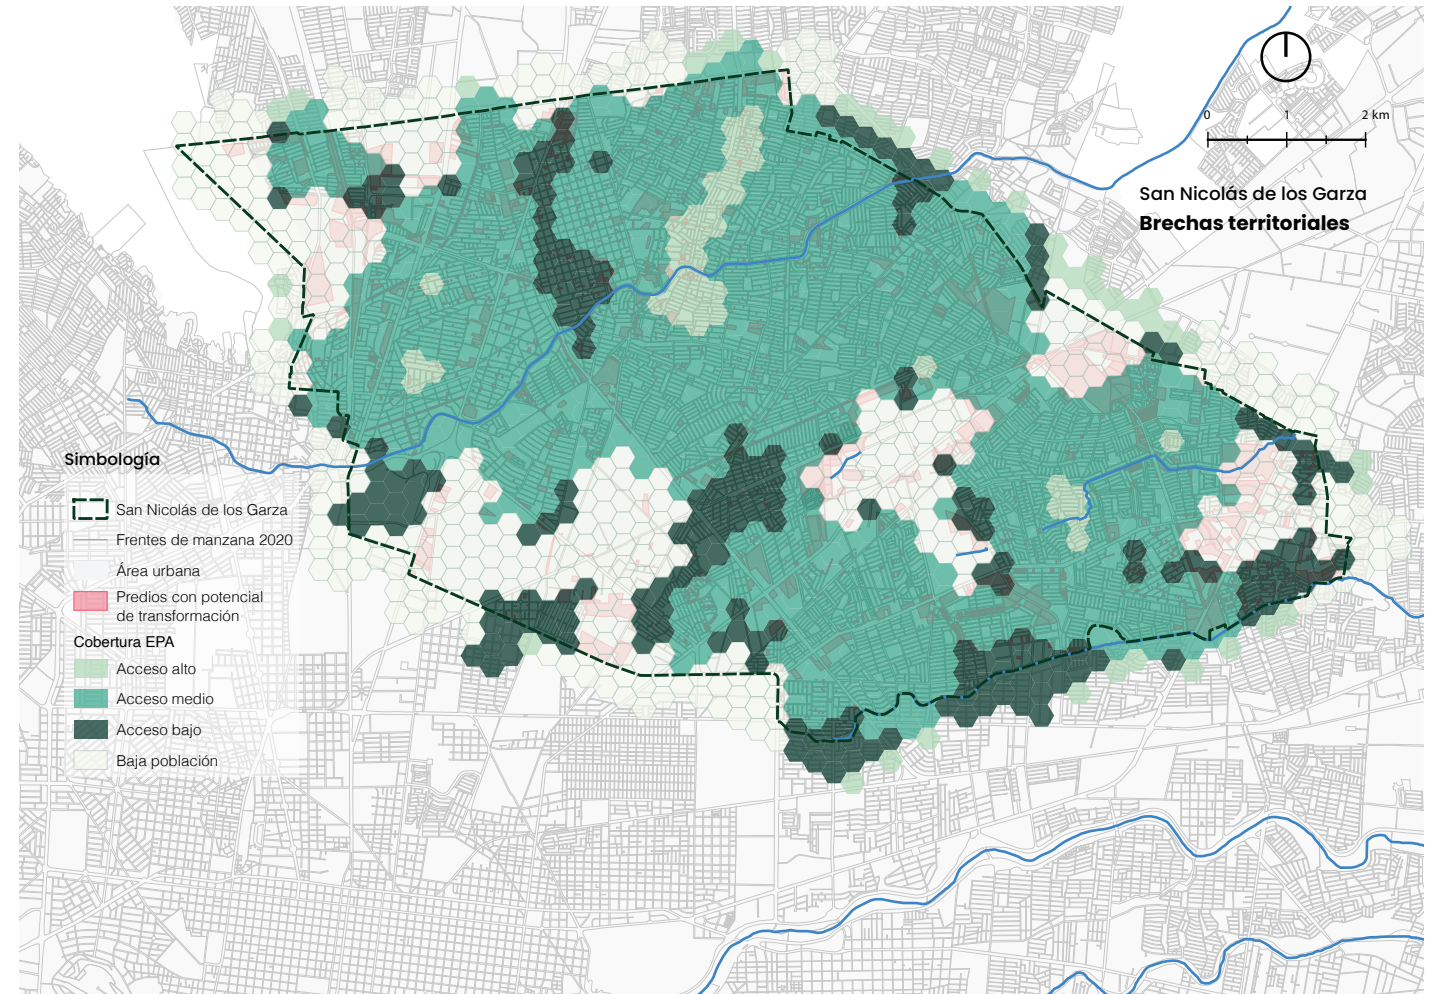 0 1 2 km
San Nicolás de los Garza
Brechas territoriales
Simbología
San Nicolás de los Garza
Frentes de manzana 2020
Área urbana
Predios con potencial
de transformación
Cobertura EPA
Acceso alto
Acceso medio
Acceso bajo
Baja población